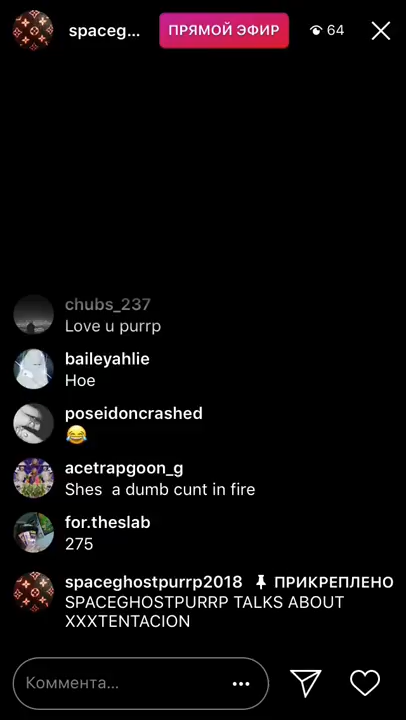 spaceg...
ПРЯМОЙ ЭФИР
64
chubs_237
Love u purrp
baileyahlie
Hoe
poseidoncrashed
😂
acetrapgoon_g
Shes a dumb cunt in fire
for.theslab
275
spaceghostpurrp2018 ПРИКРЕПЛЕНО
SPACEGHOSTPURRP TALKS ABOUT
XXXTENTACION
Коммента...